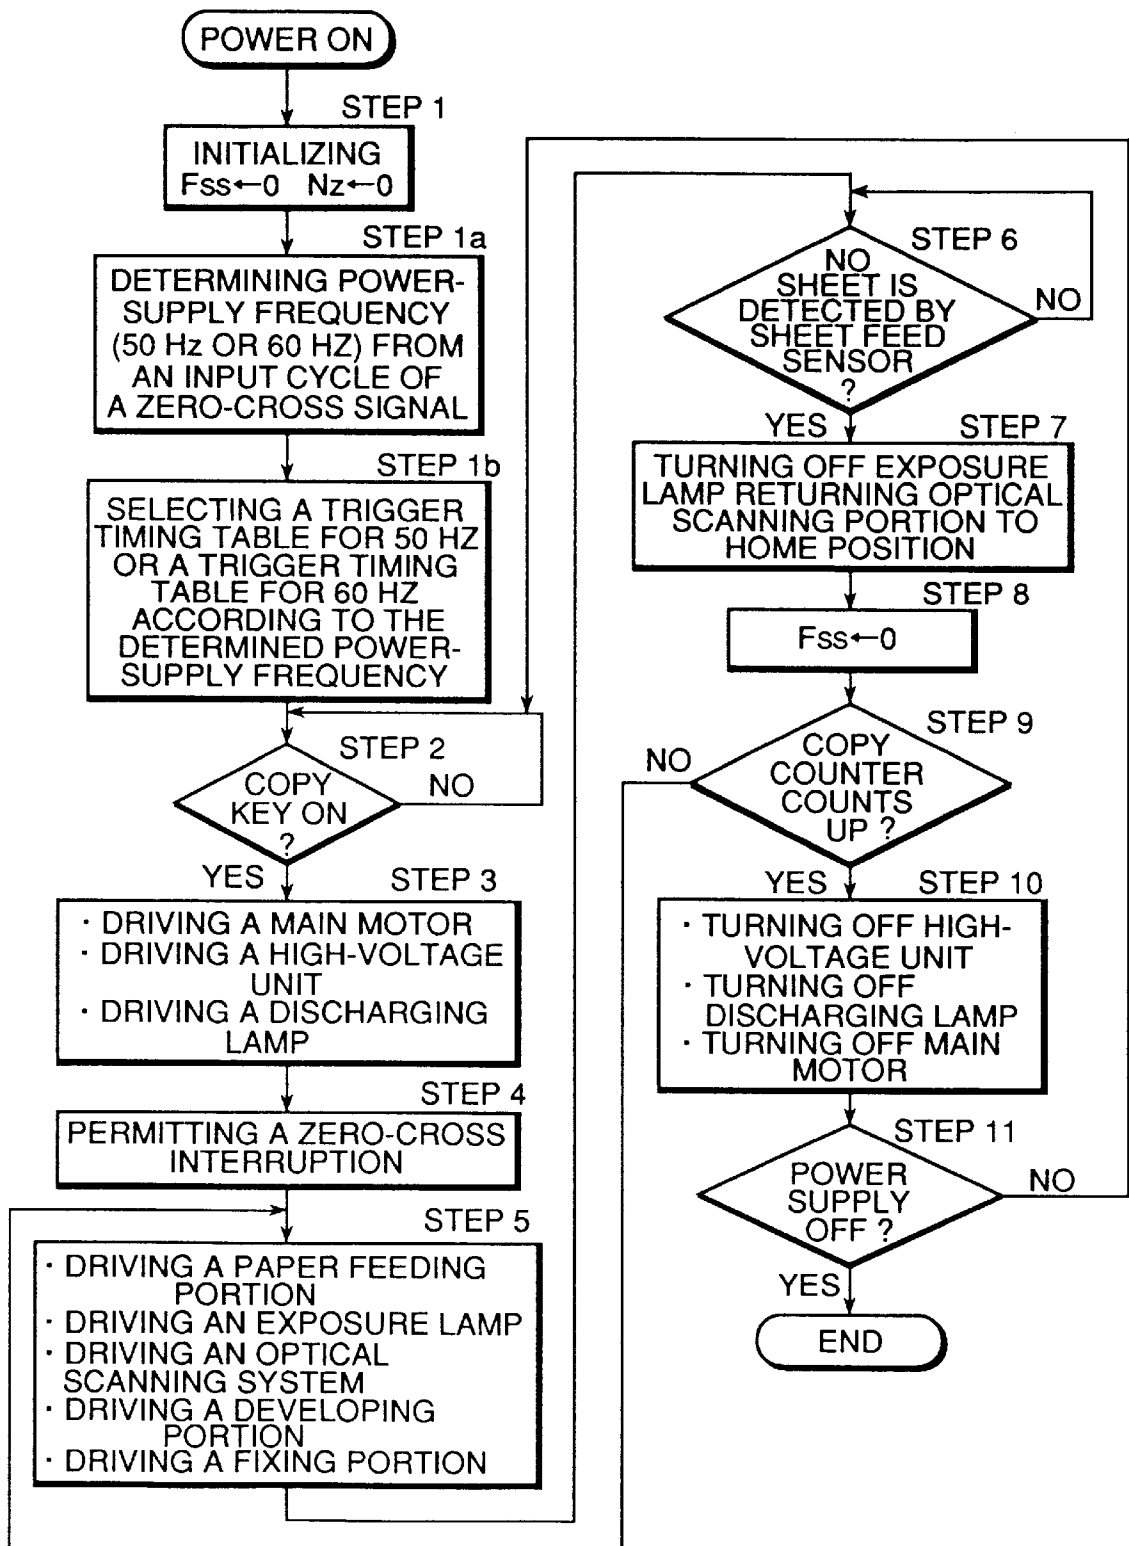 POWER ON
STEP 1
INITIALIZING
Fss←0 Nz←0
STEP 1a
DETERMINING POWER-
SUPPLY FREQUENCY
(50 Hz OR 60 HZ) FROM
AN INPUT CYCLE OF
A ZERO-CROSS SIGNAL
STEP 1b
SELECTING A TRIGGER
TIMING TABLE FOR 50 HZ
OR A TRIGGER TIMING
TABLE FOR 60 HZ
ACCORDING TO THE
DETERMINED POWER-
SUPPLY FREQUENCY
STEP 2
COPY
KEY ON
?
NO
YES
STEP 3
· DRIVING A MAIN MOTOR
· DRIVING A HIGH-VOLTAGE
UNIT
· DRIVING A DISCHARGING
LAMP
STEP 4
PERMITTING A ZERO-CROSS
INTERRUPTION
STEP 5
· DRIVING A PAPER FEEDING
PORTION
· DRIVING AN EXPOSURE LAMP
· DRIVING AN OPTICAL
SCANNING SYSTEM
· DRIVING A DEVELOPING
PORTION
· DRIVING A FIXING PORTION
STEP 6
NO
SHEET IS
DETECTED BY
SHEET FEED
SENSOR
?
NO
YES
STEP 7
TURNING OFF EXPOSURE
LAMP RETURNING OPTICAL
SCANNING PORTION TO
HOME POSITION
STEP 8
Fss←0
STEP 9
COPY
COUNTER
COUNTS
UP ?
NO
YES
STEP 10
· TURNING OFF HIGH-
VOLTAGE UNIT
· TURNING OFF
DISCHARGING LAMP
· TURNING OFF MAIN
MOTOR
STEP 11
POWER
SUPPLY
OFF ?
NO
YES
END